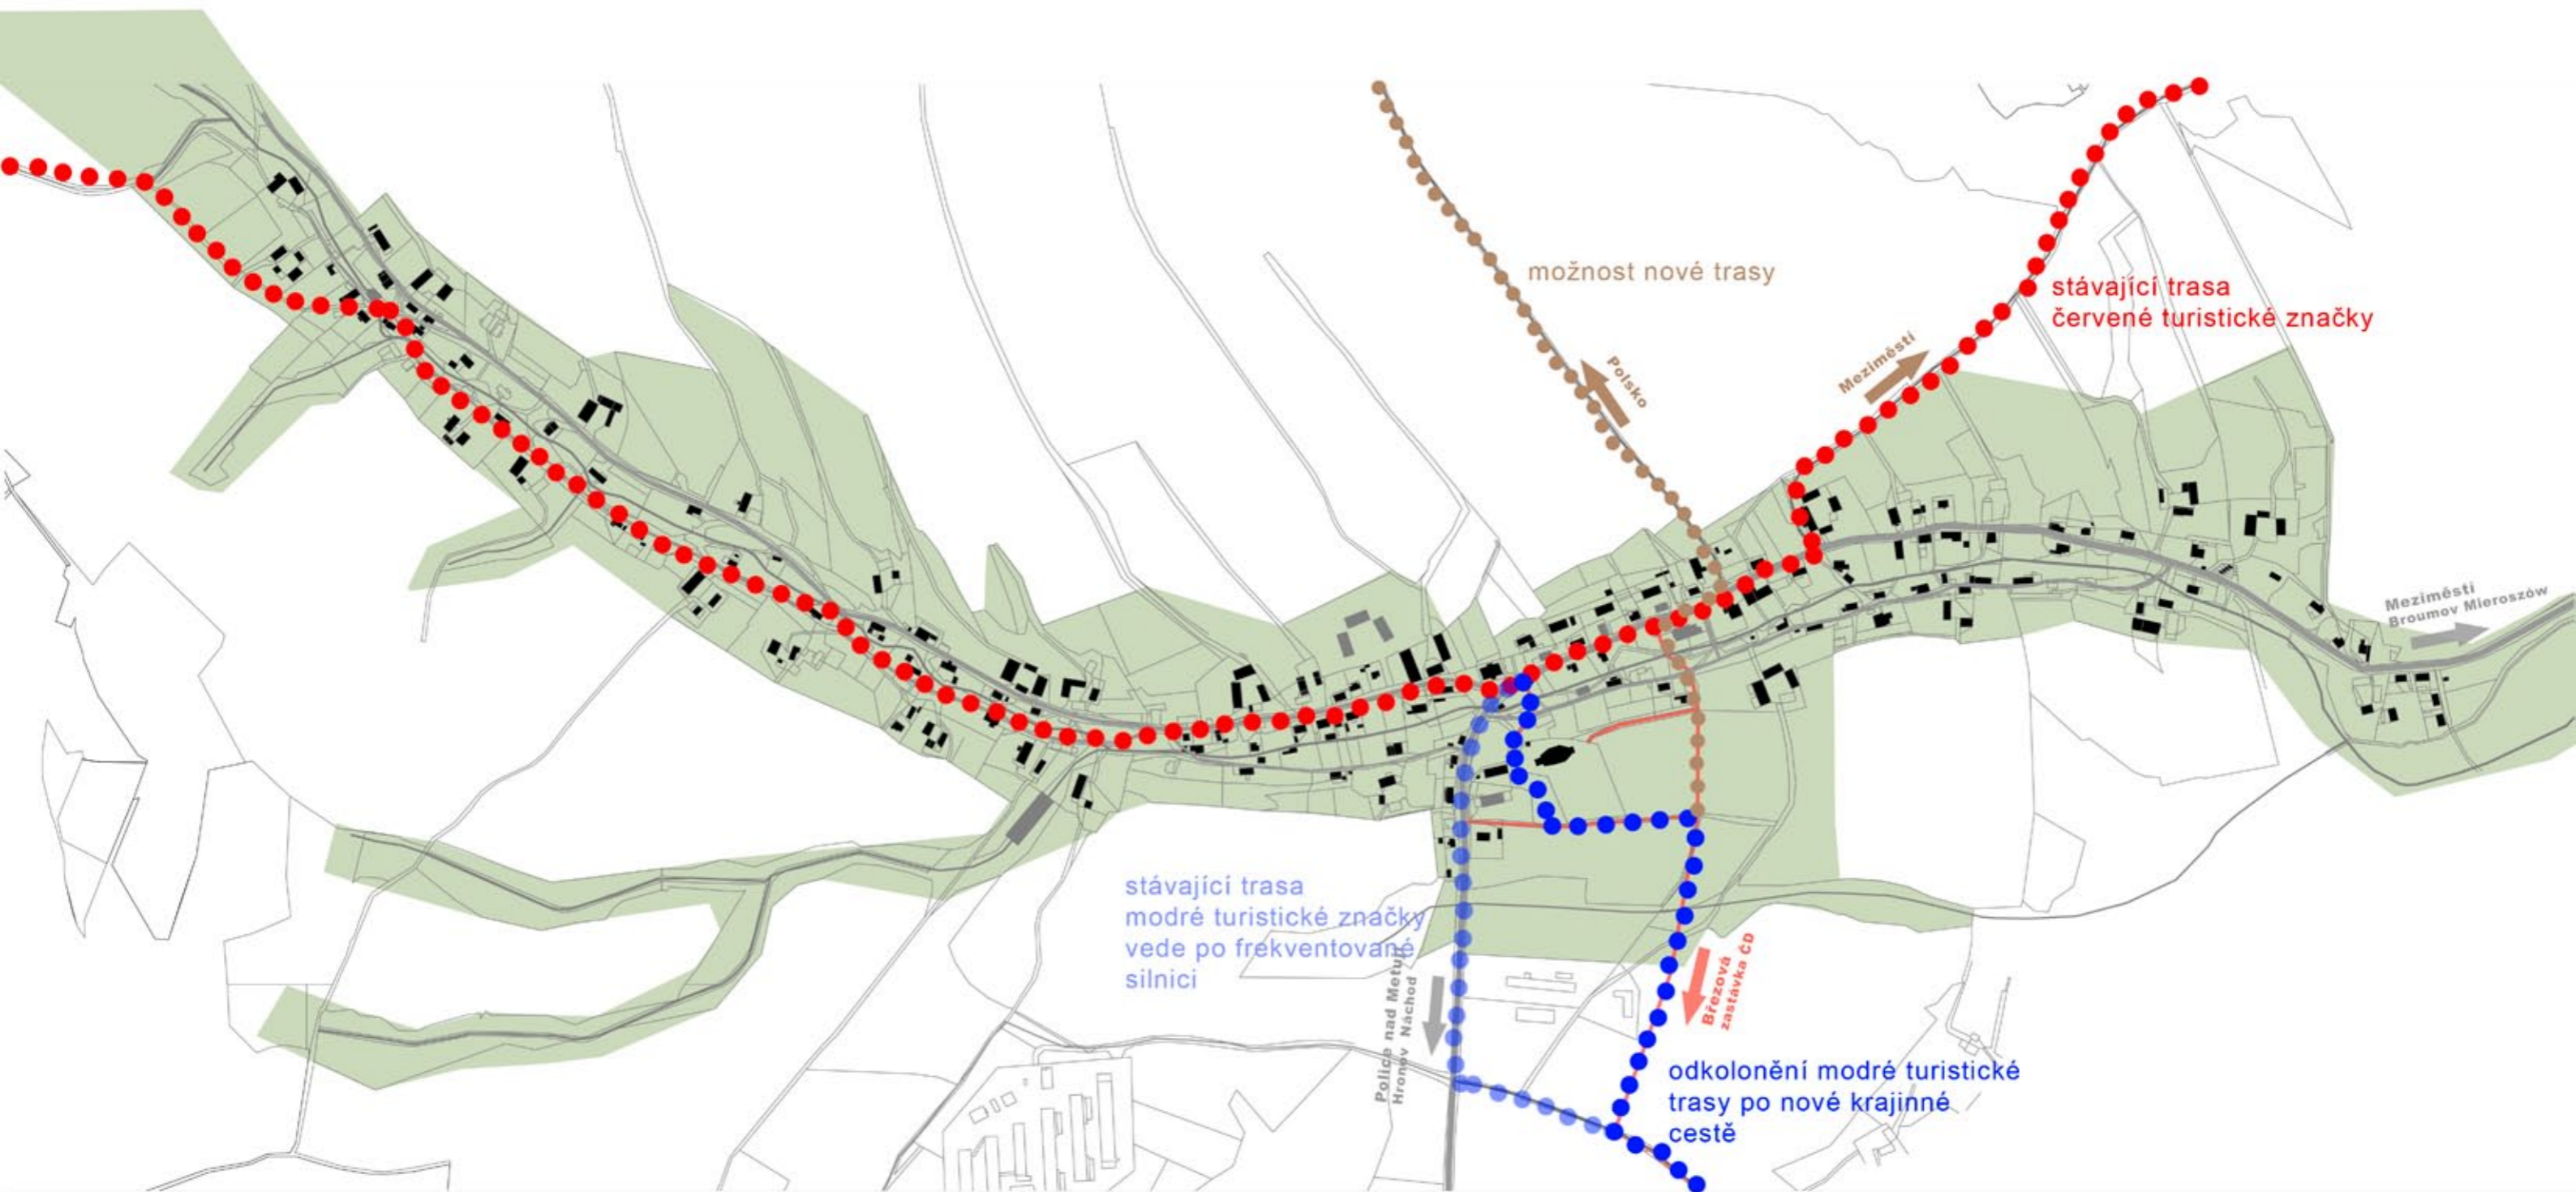 možnost nové trasy
stávající trasa
červené turistické značky
Polsko
Meziměstí
Meziměstí
Broumov Mieroszów
stávající trasa
modré turistické značky
vede po frekventované
silnici
Police nad Metují
Hronov Náchod
Březová
zastávka ČD
odkolonění modré turistické
trasy po nové krajinné
cestě